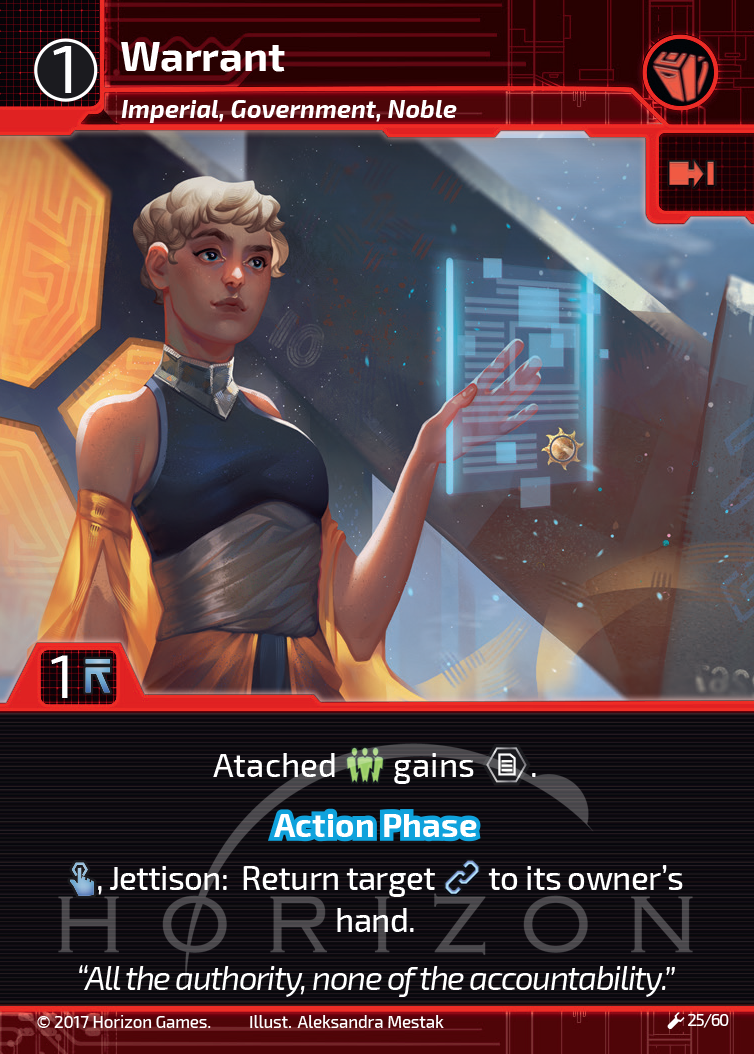 1
Warrant
Imperial, Government, Noble
1
Atached gains .
Action Phase
, Jettison: Return target to its owner's
hand.
HORIZON
“All the authority, none of the accountability.”
© 2017 Horizon Games. Illust. Aleksandra Mestak 25/60